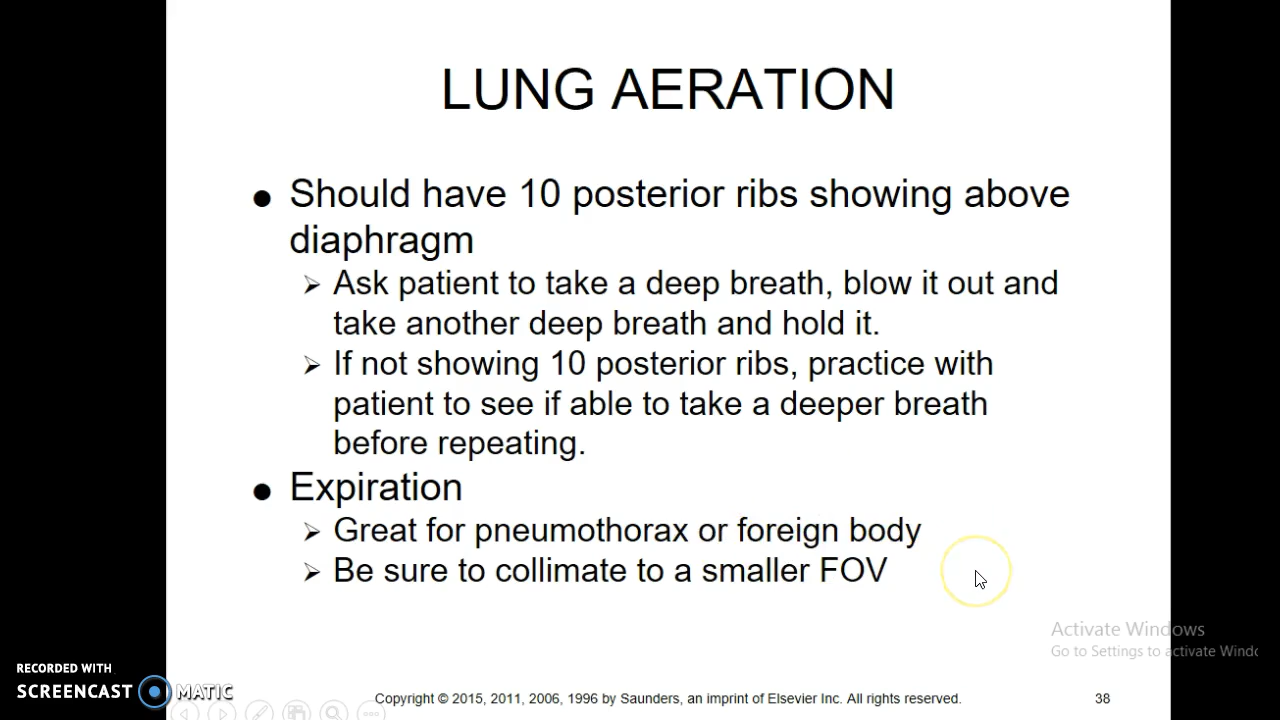 LUNG AERATION
● Should have 10 posterior ribs showing above
diaphragm
➢ Ask patient to take a deep breath, blow it out and
take another deep breath and hold it.
➢ If not showing 10 posterior ribs, practice with
patient to see if able to take a deeper breath
before repeating.
● Expiration
➢ Great for pneumothorax or foreign body
➢ Be sure to collimate to a smaller FOV
Activate Windows
Go to Settings to activate Windo
RECORDED WITH
SCREENCAST MATIC
Copyright © 2015, 2011, 2006, 1996 by Saunders, an imprint of Elsevier Inc. All rights reserved.
38